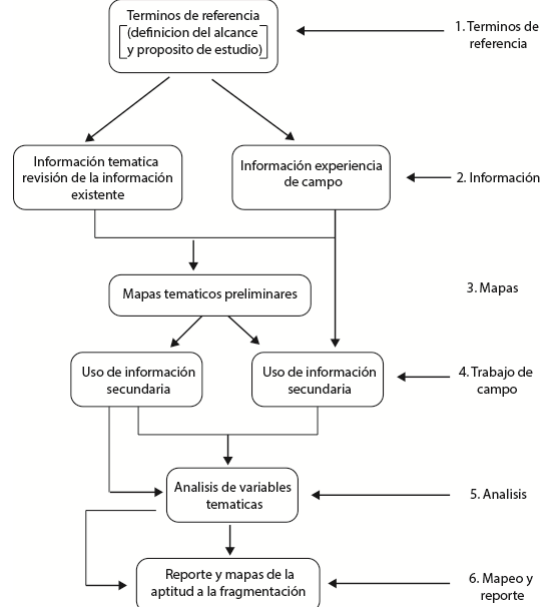 Terminos de referencia
[definicion del alcance
y proposito de estudio]
1. Terminos de
referencia
Información tematica
revisión de la información
existente
Información experiencia
de campo
2. Información
Mapas tematicos preliminares
3. Mapas
Uso de información
secundaria
Uso de información
secundaria
4. Trabajo de
campo
Analisis de variables
tematicas
5. Analisis
Reporte y mapas de la
aptitud a la fragmentación
6. Mapeo y
reporte